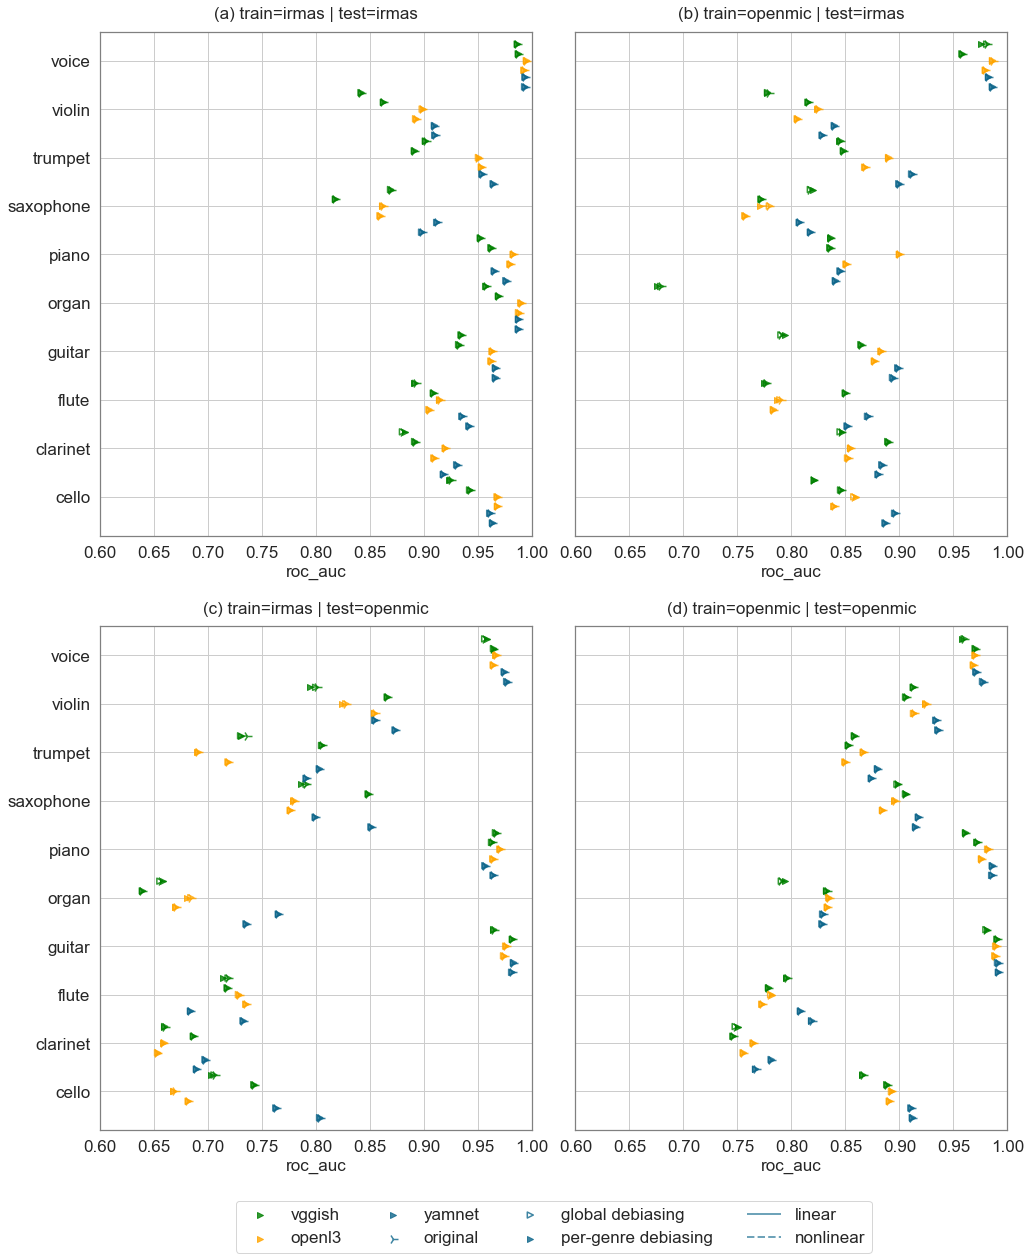 (a) train=irmas | test=irmas
(b) train=openmic | test=irmas
voice
violin
trumpet
saxophone
piano
organ
guitar
flute
clarinet
cello
0.60 0.65 0.70 0.75 0.80 0.85 0.90 0.95 1.00
roc_auc
0.60 0.65 0.70 0.75 0.80 0.85 0.90 0.95 1.00
roc_auc
(c) train=irmas | test=openmic
(d) train=openmic | test=openmic
voice
violin
trumpet
saxophone
piano
organ
guitar
flute
clarinet
cello
0.60 0.65 0.70 0.75 0.80 0.85 0.90 0.95 1.00
roc_auc
0.60 0.65 0.70 0.75 0.80 0.85 0.90 0.95 1.00
roc_auc
vggish yamnet global debiasing linear
openl3 original per-genre debiasing nonlinear